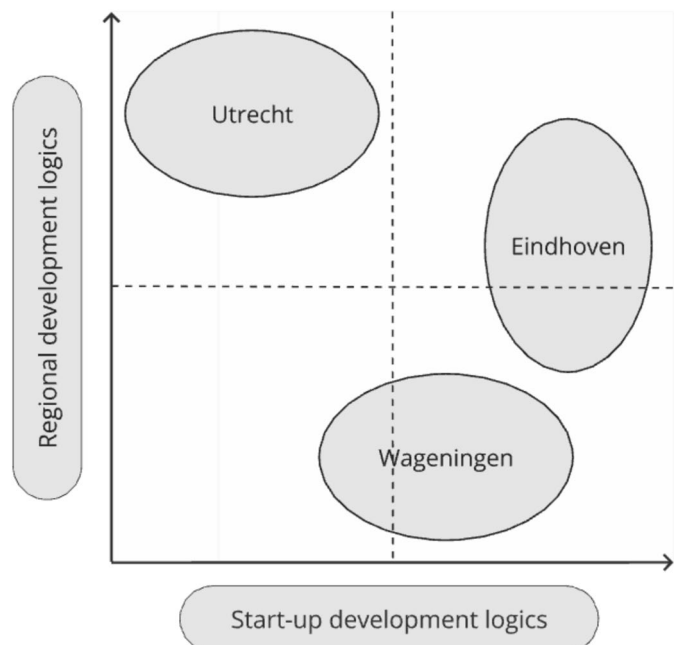 Utrecht
Eindhoven
Wageningen
Regional development logics
Start-up development logics